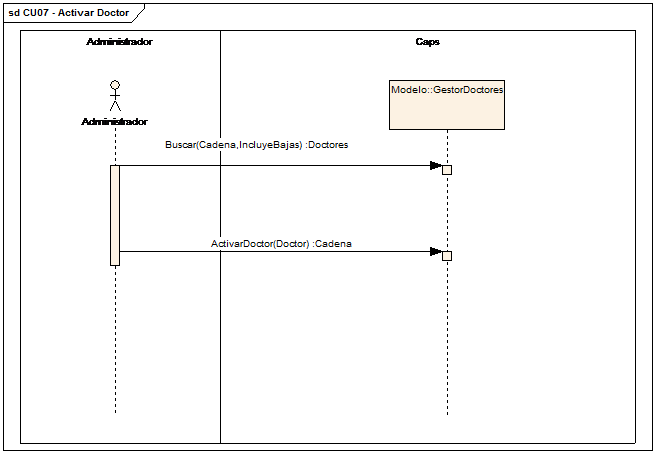 sd CU07 - Activar Doctor
Administrador
Caps
Administrador
Modelo::GestorDoctores
Buscar(Cadena,IncluyeBajas) :Doctores
ActivarDoctor(Doctor) :Cadena